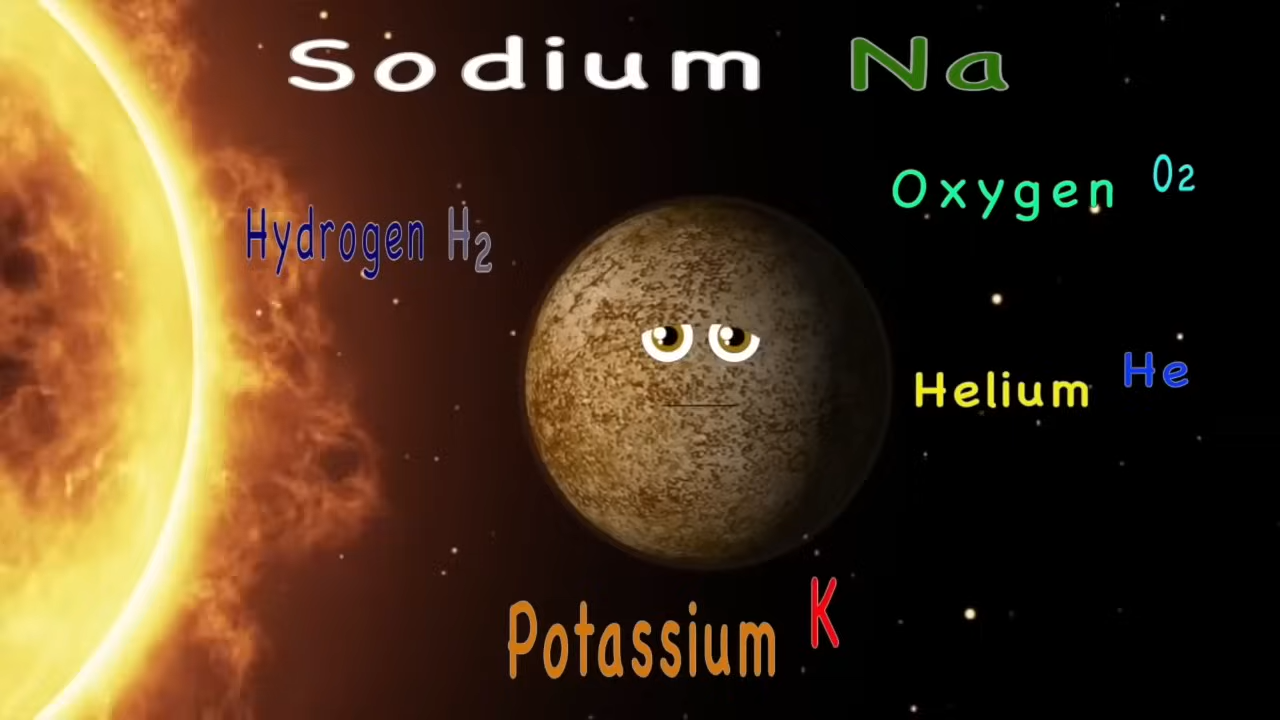 Sodium Na
Oxygen O2
Hydrogen H2
Helium He
Potassium K